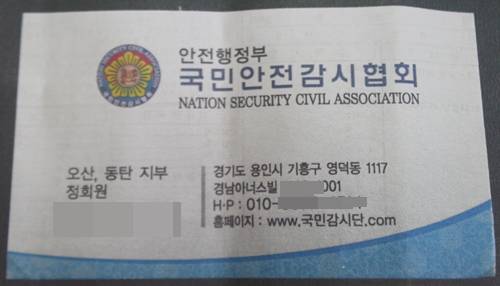 안전행정부
국민안전감시협회
NATION SECURITY CIVIL ASSOCIATION
오산, 동탄 지부
정회원
경기도 용인시 기흥구 영덕동 1117
경남아너스빌 001
H·P : 010-
홈페이지 : www.국민감시단.com